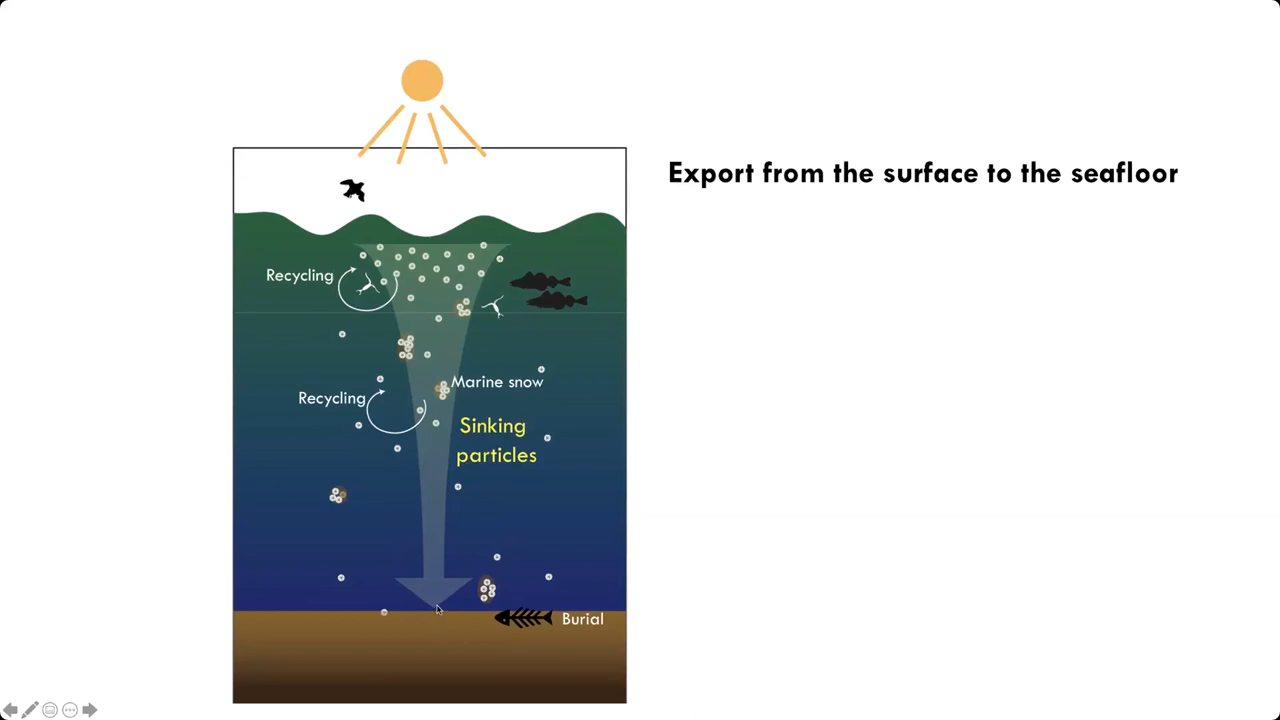 Export from the surface to the seafloor
Recycling
Marine snow
Recycling
Sinking
particles
Burial